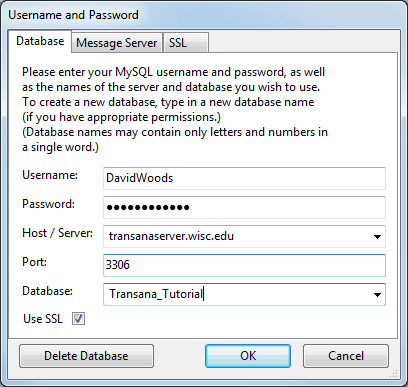 Username and Password
Database Message Server SSL
Please enter your MySQL username and password, as well
as the names of the server and database you wish to use.
To create a new database, type in a new database name
(if you have appropriate permissions.)
(Database names may contain only letters and numbers in
a single word.)
Username: DavidWoods
Password: ●●●●●●●●●●●●
Host / Server: transanaserver.wisc.edu
Port: 3306
Database: Transana_Tutorial
Use SSL
Delete Database OK Cancel